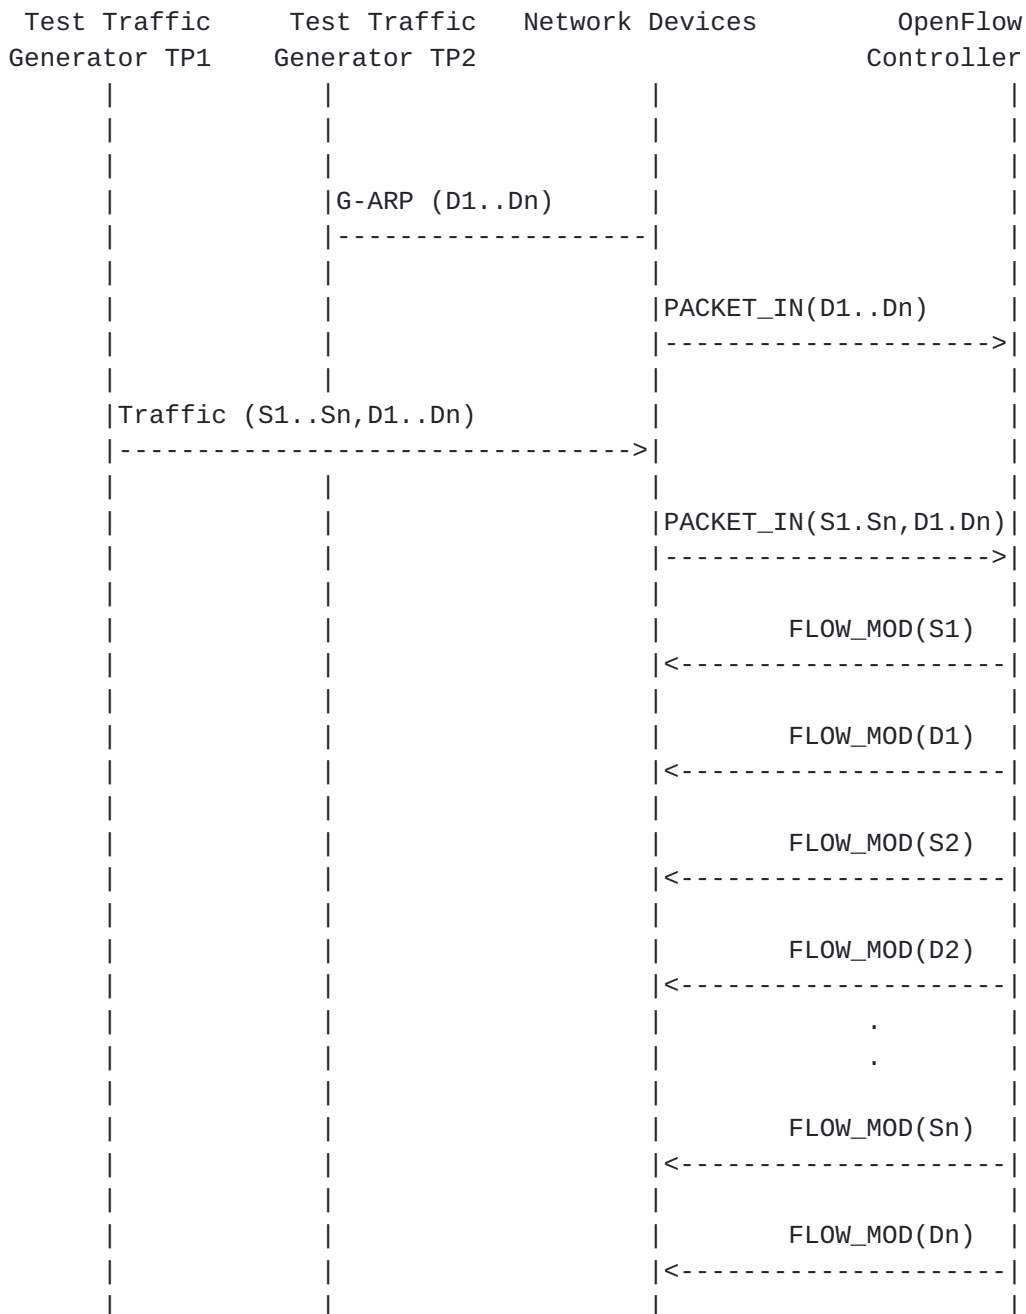 Test Traffic     Test Traffic   Network Devices         OpenFlow
Generator TP1    Generator TP2                         Controller
G-ARP (D1..Dn)
PACKET_IN(D1..Dn)
Traffic (S1..Sn,D1..Dn)
PACKET_IN(S1.Sn,D1.Dn)
FLOW_MOD(S1)
FLOW_MOD(D1)
FLOW_MOD(S2)
FLOW_MOD(D2)
.
.
FLOW_MOD(Sn)
FLOW_MOD(Dn)